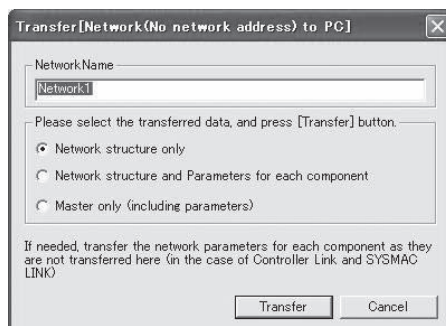 Transfer[Network(No network address) to PC]
NetworkName
Network1
Please select the transferred data, and press [Transfer] button.
Network structure only
Network structure and Parameters for each component
Master only (including parameters)
If needed, transfer the network parameters for each component as they
are not transferred here (in the case of Controller Link and SYSMAC
LINK)
Transfer
Cancel